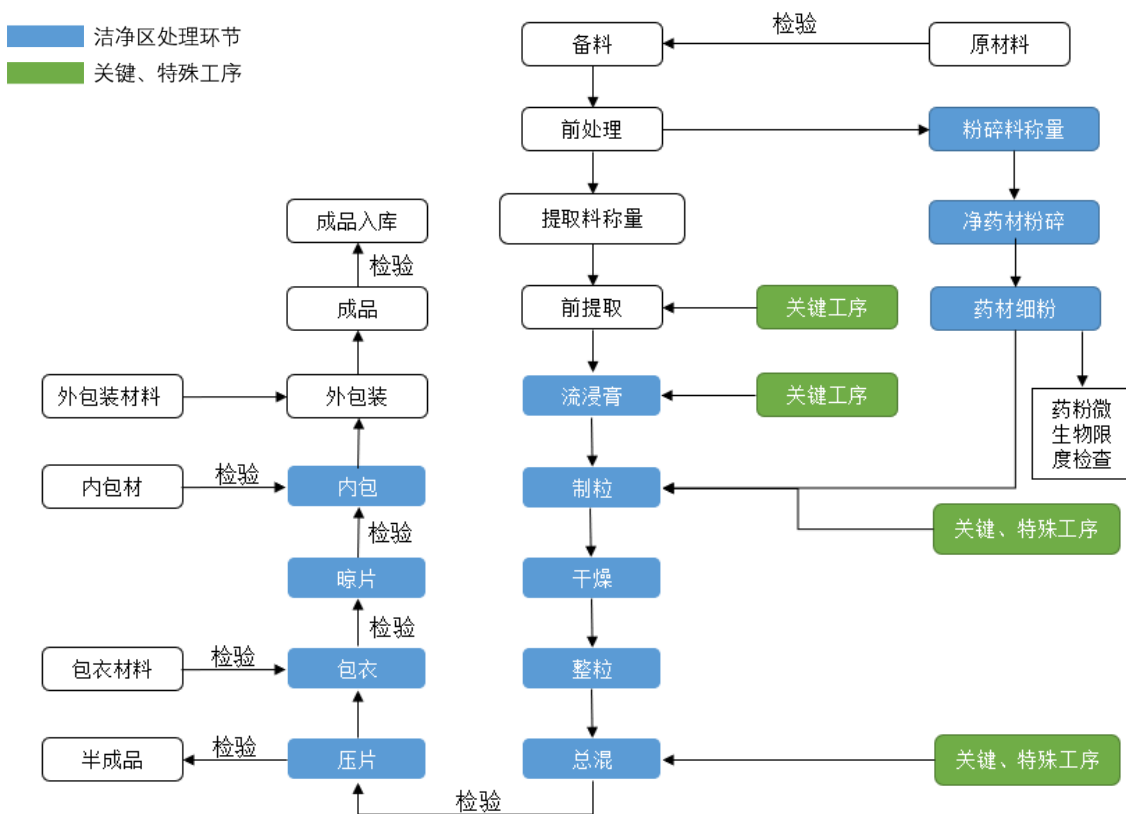 洁净区处理环节
关键、特殊工序
备料
检验
原材料
前处理
粉碎料称量
提取料称量
净药材粉碎
成品入库
检验
成品
前提取
关键工序
药材细粉
外包装材料
外包装
流浸膏
关键工序
药粉微
生物限
度检查
内包材
检验
内包
制粒
关键、特殊工序
检验
晾片
干燥
检验
包衣材料
检验
包衣
整粒
半成品
检验
压片
总混
关键、特殊工序
检验